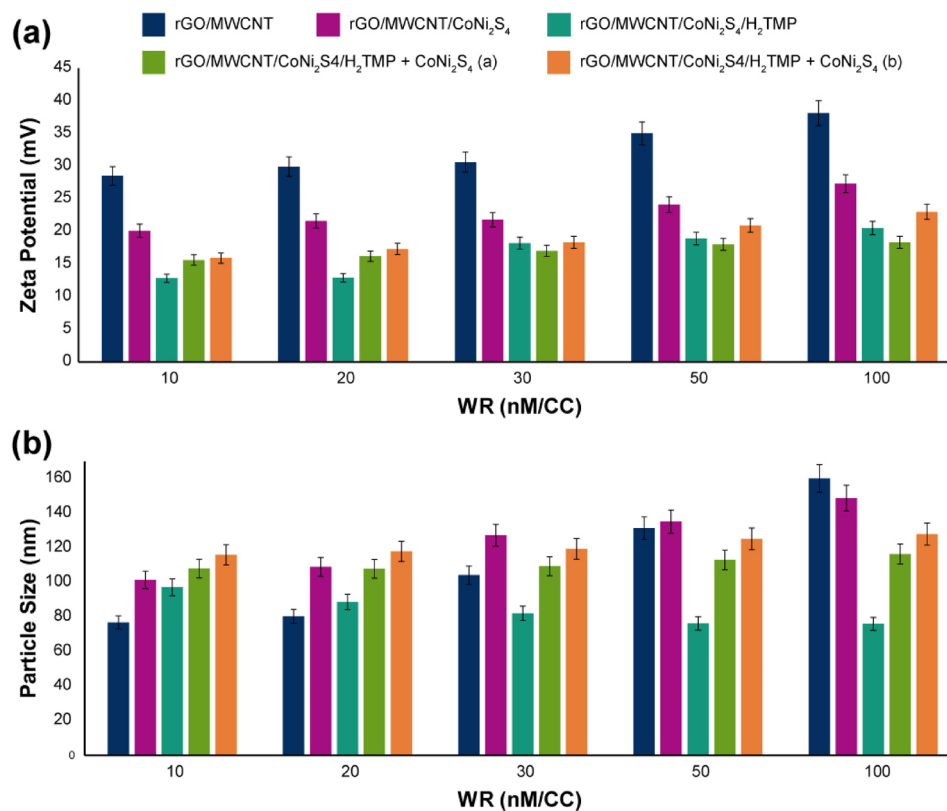 (a)
rGO/MWCNT
rGO/MWCNT/CoNi₂S₄
rGO/MWCNT/CoNi₂S₄/H₂TMP
rGO/MWCNT/CoNi₂S4/H₂TMP + CoNi₂S₄ (a)
rGO/MWCNT/CoNi₂S4/H₂TMP + CoNi₂S₄ (b)
Zeta Potential (mV)
45
40
35
30
25
20
15
10
5
0
10 20 30 50 100
WR (nM/CC)
(b)
Particle Size (nm)
160
140
120
100
80
60
40
20
0
10 20 30 50 100
WR (nM/CC)